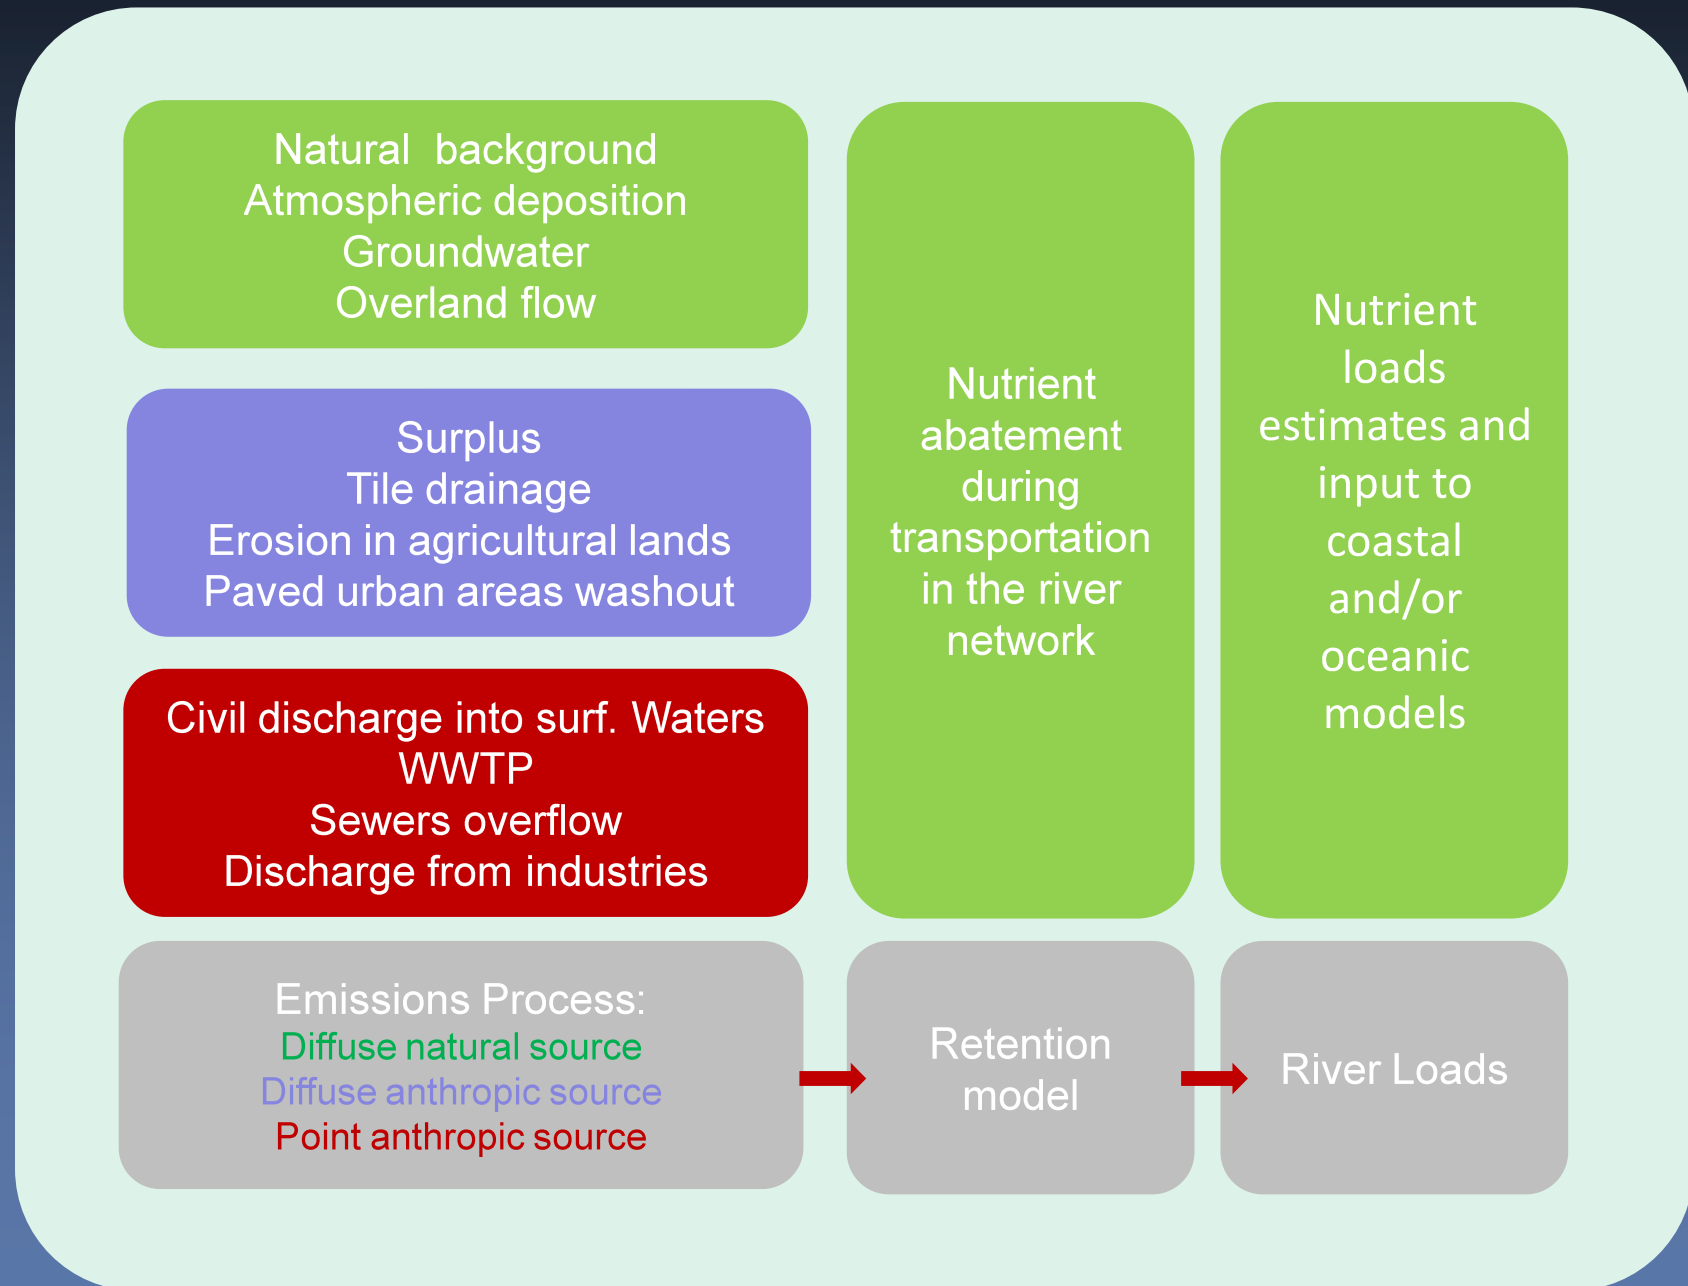 Natural background
Atmospheric deposition
Groundwater
Overland flow
Surplus
Tile drainage
Erosion in agricultural lands
Paved urban areas washout
Civil discharge into surf. Waters
WWTP
Sewers overflow
Discharge from industries
Nutrient
abatement
during
transportation
in the river
network
Nutrient
loads
estimates and
input to
coastal
and/or
oceanic
models
Emissions Process:
Diffuse natural source
Diffuse anthropic source
Point anthropic source
Retention
model
River Loads